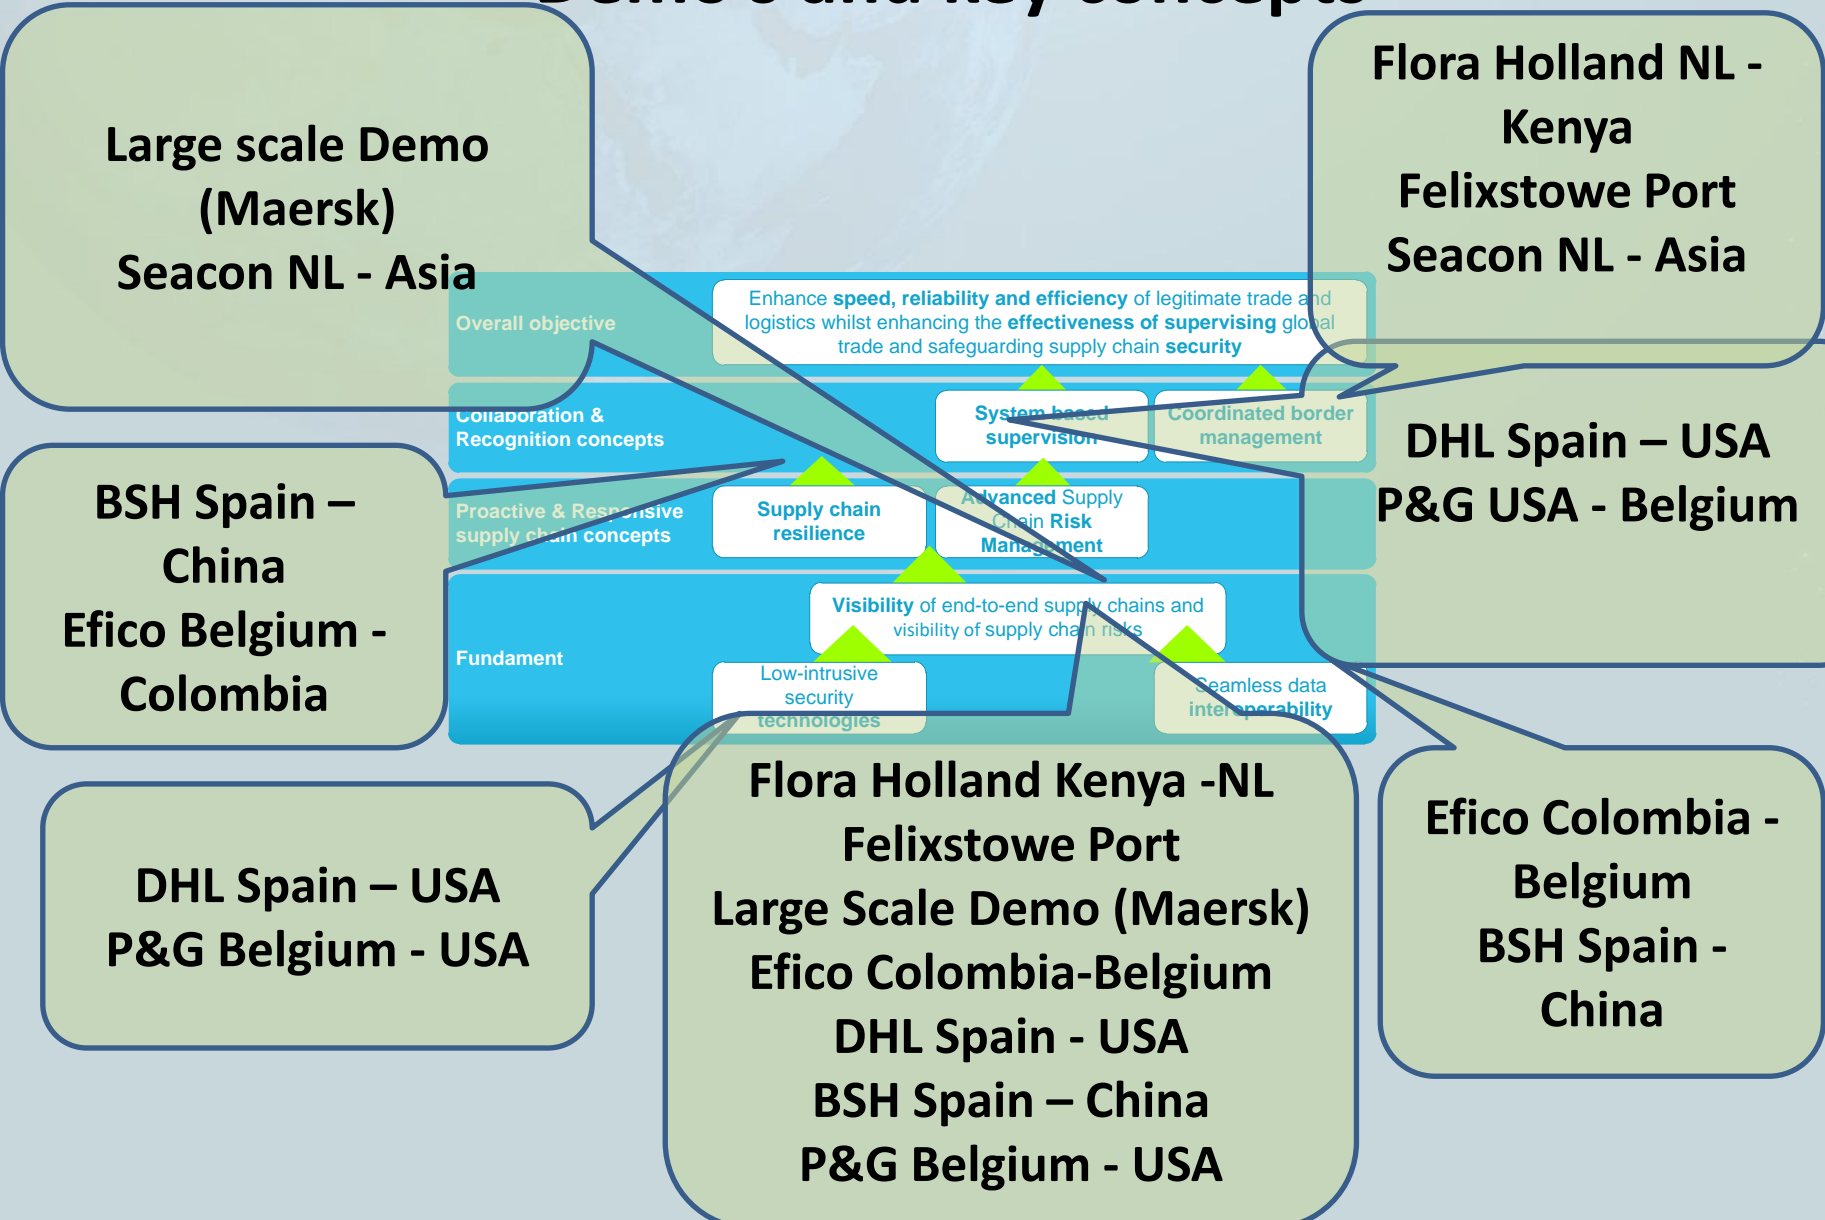 Demo's and key concepts
Large scale Demo
(Maersk)
Seacon NL - Asia
Flora Holland NL -
Kenya
Felixstowe Port
Seacon NL - Asia
Overall objective
Enhance speed, reliability and efficiency of legitimate trade and
logistics whilst enhancing the effectiveness of supervising global
trade and safeguarding supply chain security
Collaboration &
Recognition concepts
System based
supervision
Coordinated border
management
DHL Spain – USA
P&G USA - Belgium
BSH Spain –
China
Efico Belgium -
Colombia
Proactive & Responsive
supply chain concepts
Supply chain
resilience
Advanced Supply
Chain Risk
Management
Fundament
Visibility of end-to-end supply chains and
visibility of supply chain risks
Low-intrusive
security
technologies
Seamless data
interoperability
DHL Spain – USA
P&G Belgium - USA
Flora Holland Kenya -NL
Felixstowe Port
Large Scale Demo (Maersk)
Efico Colombia-Belgium
DHL Spain - USA
BSH Spain – China
P&G Belgium - USA
Efico Colombia -
Belgium
BSH Spain -
China